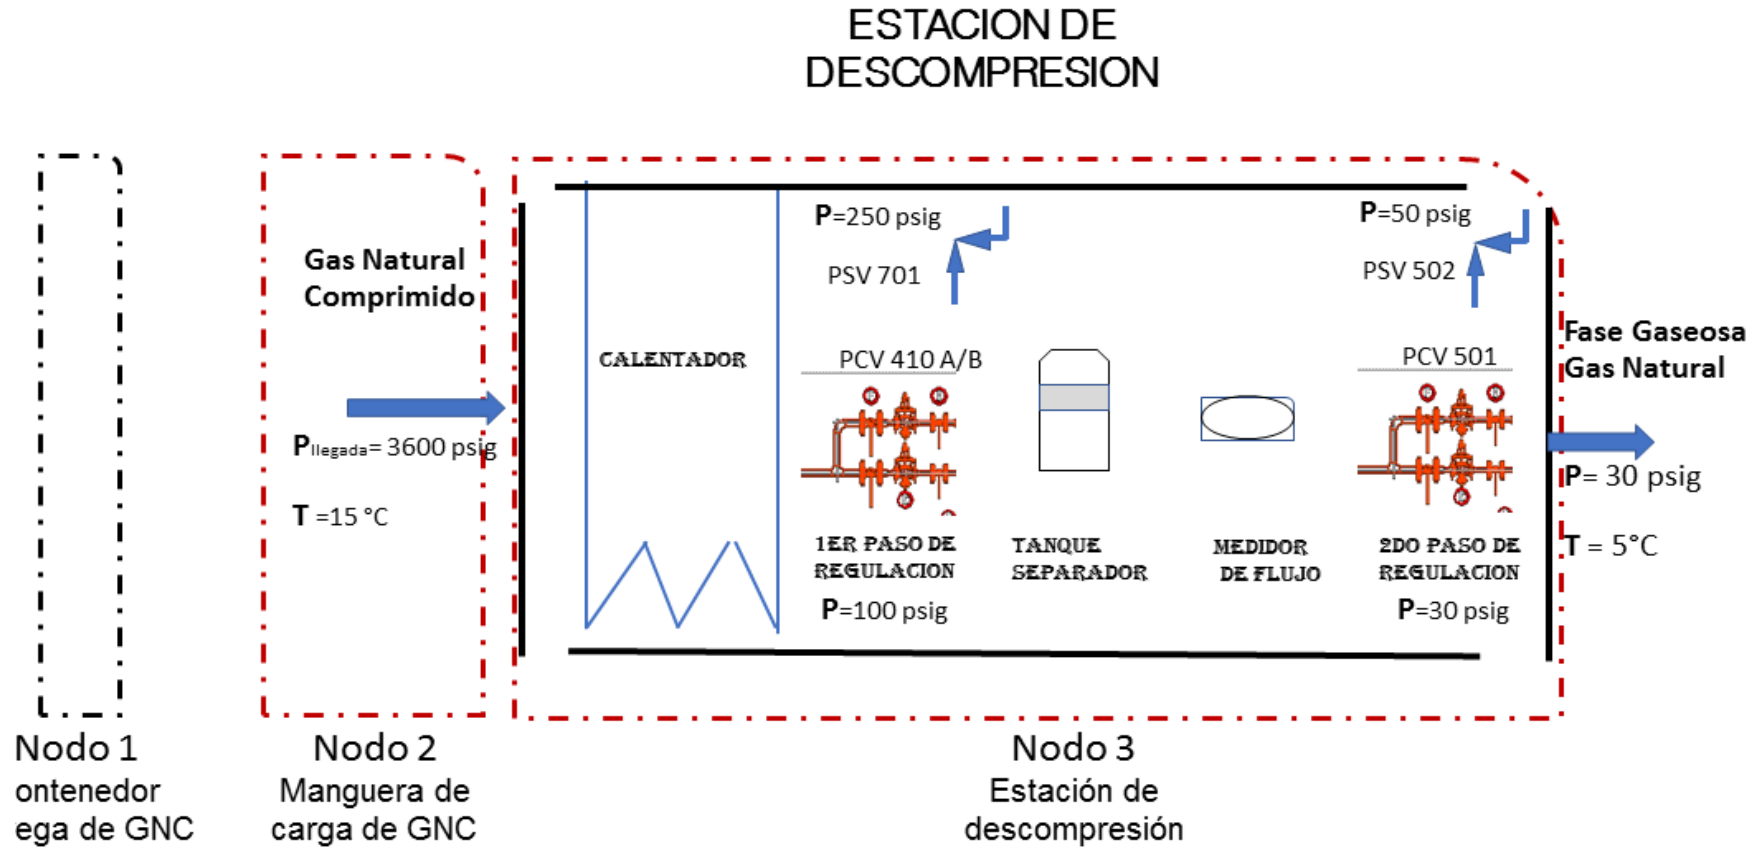 ESTACION DE
DESCOMPRESION
Gas Natural
Comprimido
Pllegada= 3600 psig
T =15 °C
CALENTADOR
P=250 psig
PSV 701
PCV 410 A/B
1ER PASO DE
REGULACION
P=100 psig
TANQUE
SEPARADOR
MEDIDOR
DE FLUJO
P=50 psig
PSV 502
PCV 501
2DO PASO DE
REGULACION
P=30 psig
Fase Gaseosa
Gas Natural
P= 30 psig
T = 5°C
Nodo 1
ontenedor
ega de GNC
Nodo 2
Manguera de
carga de GNC
Nodo 3
Estación de
descompresión